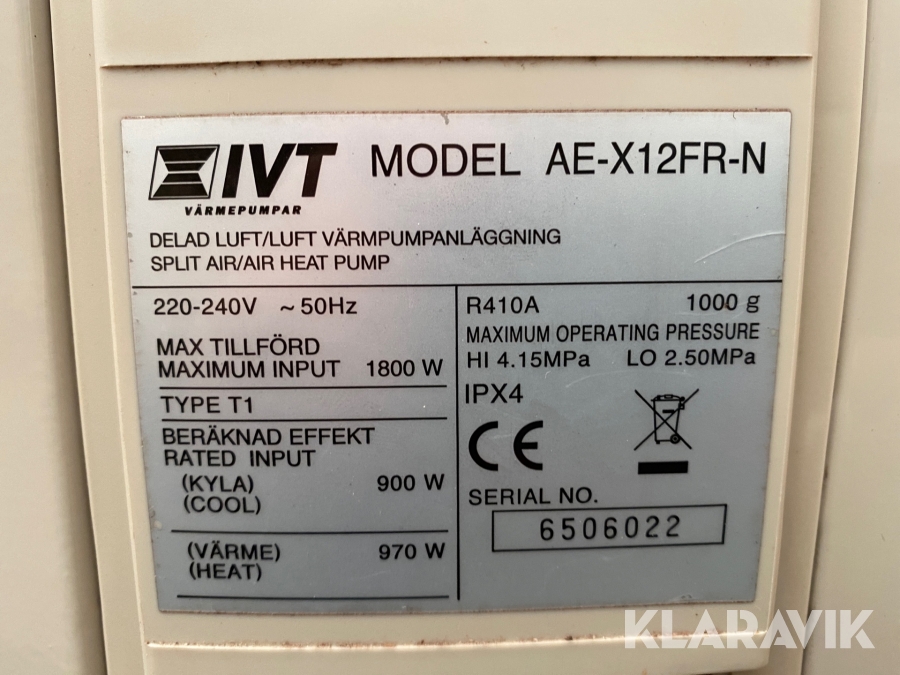 IVT
VÄRMEPUMPAR
MODEL AE-X12FR-N
DELAD LUFT/LUFT VÄRMPUMPANLÄGGNING
SPLIT AIR/AIR HEAT PUMP
220-240V ~ 50Hz
MAX TILLFÖRD
MAXIMUM INPUT 1800 W
TYPE T1
BERÄKNAD EFFEKT
RATED INPUT
(KYLA) 900 W
(COOL)
(VÄRME) 970 W
(HEAT)
R410A 1000 g
MAXIMUM OPERATING PRESSURE
HI 4.15MPa LO 2.50MPa
IPX4
CE
SERIAL NO.
6506022
KLARAVIK